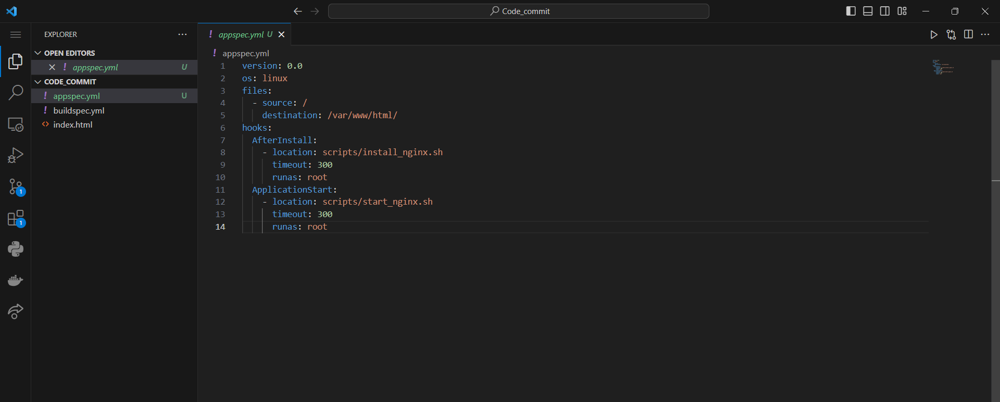 Code_commit
EXPLORER
OPEN EDITORS
! appspec.yml U
CODE_COMMIT
! appspec.yml U
! buildspec.yml
<> index.html
1
1
! appspec.yml U
! appspec.yml
1 version: 0.0
2 os: linux
3 files:
4   - source: /
5     destination: /var/www/html/
6 hooks:
7   AfterInstall:
8     - location: scripts/install_nginx.sh
9       timeout: 300
10       runas: root
11   ApplicationStart:
12     - location: scripts/start_nginx.sh
13       timeout: 300
14       runas: root